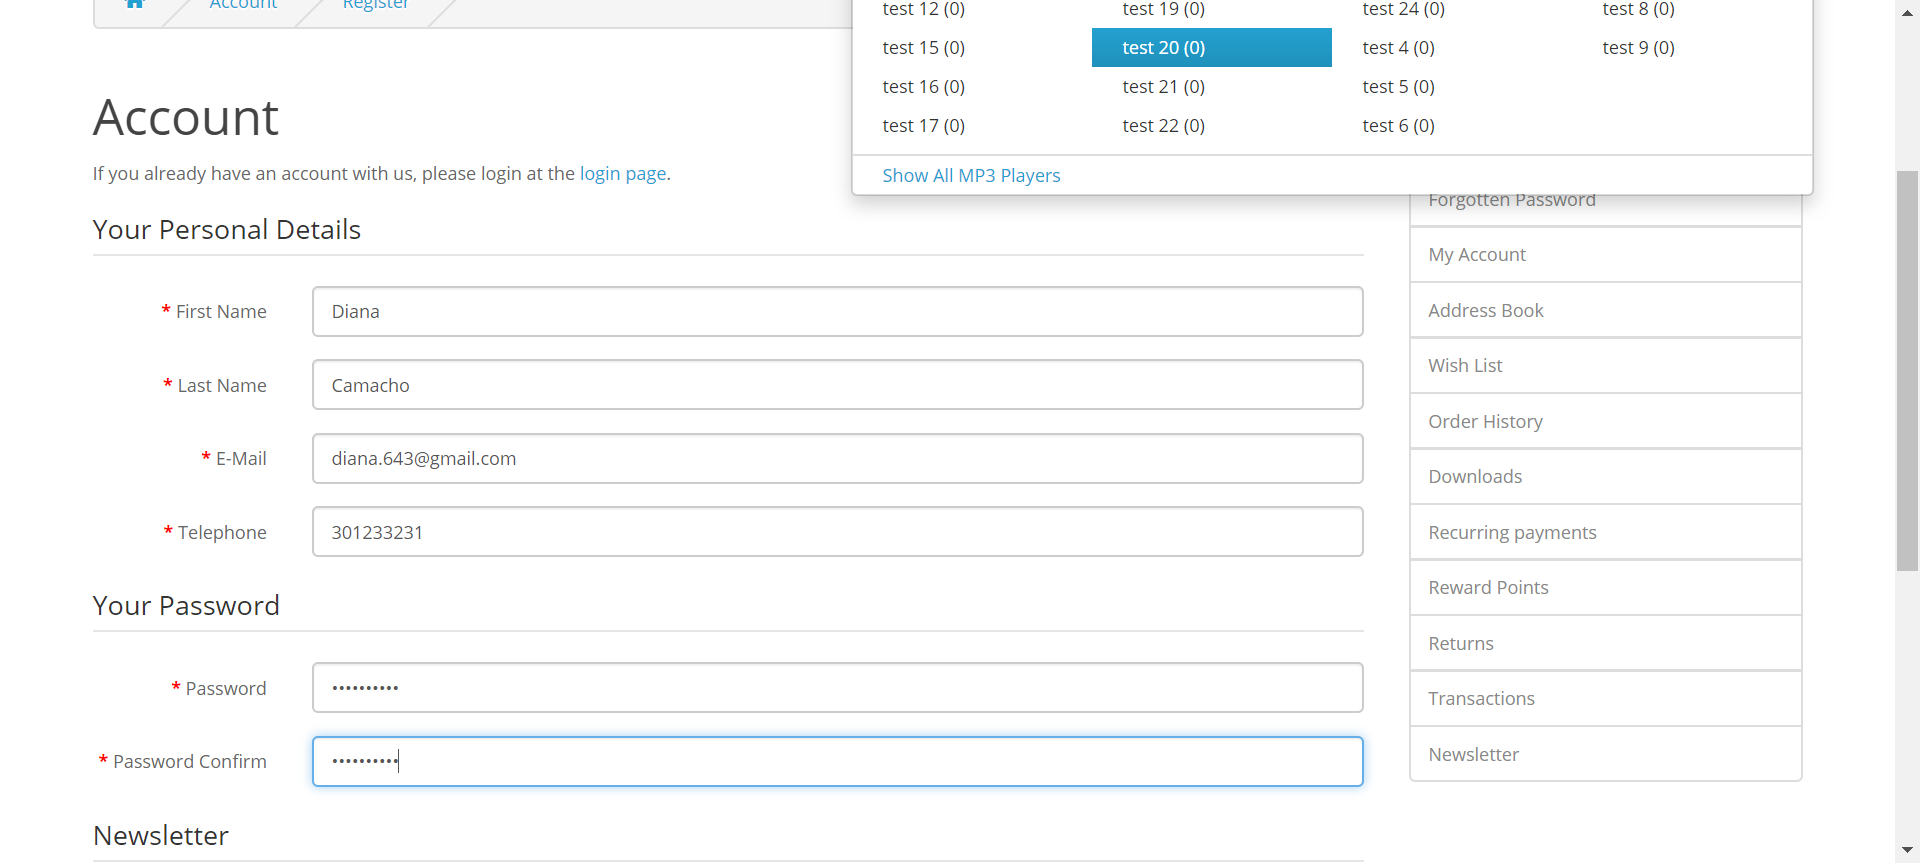 Account
Register
test 12 (0)
test 19 (0)
test 24 (0)
test 8 (0)
test 15 (0)
test 20 (0)
test 4 (0)
test 9 (0)
test 16 (0)
test 21 (0)
test 5 (0)
test 17 (0)
test 22 (0)
test 6 (0)
Show All MP3 Players
Account
If you already have an account with us, please login at the login page.
Your Personal Details
* First Name
Diana
* Last Name
Camacho
* E-Mail
diana.643@gmail.com
* Telephone
301233231
Your Password
* Password
••••••••••
* Password Confirm
••••••••••
Newsletter
Forgotten Password
My Account
Address Book
Wish List
Order History
Downloads
Recurring payments
Reward Points
Returns
Transactions
Newsletter